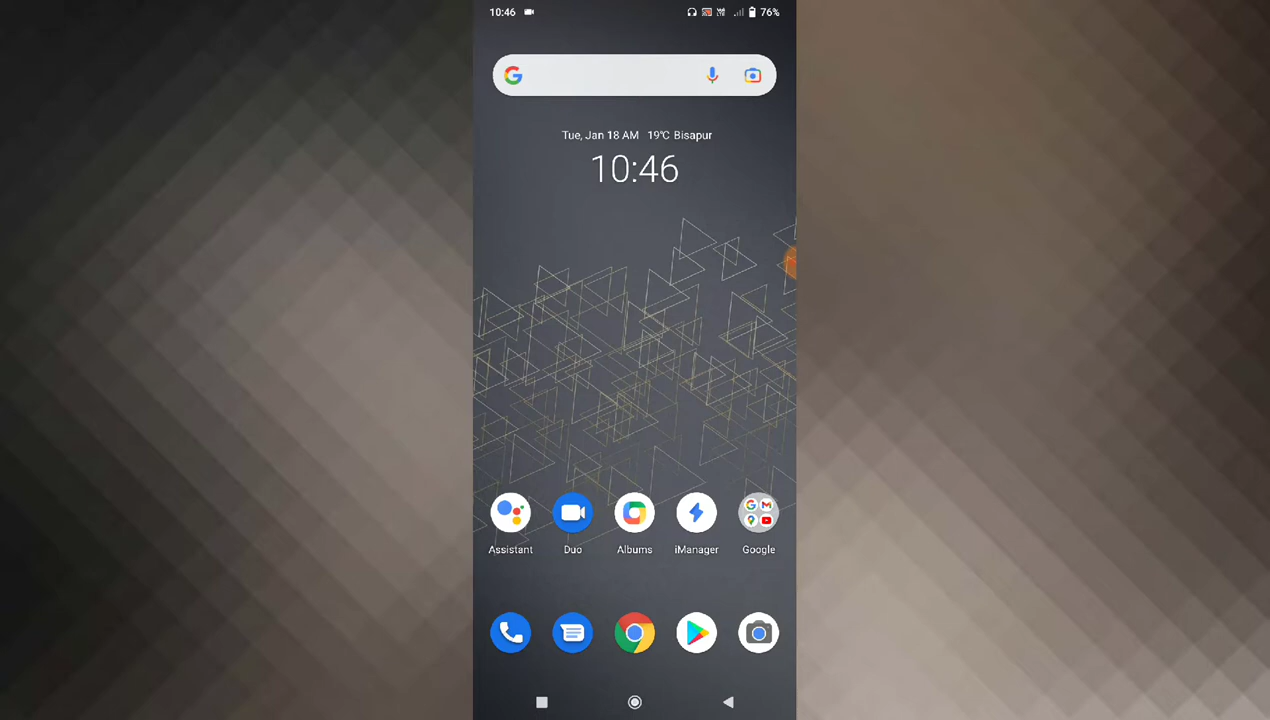 10:46 76%
Tue, Jan 18 AM 19°C Bisapur
10:46
Assistant Duo Albums iManager Google